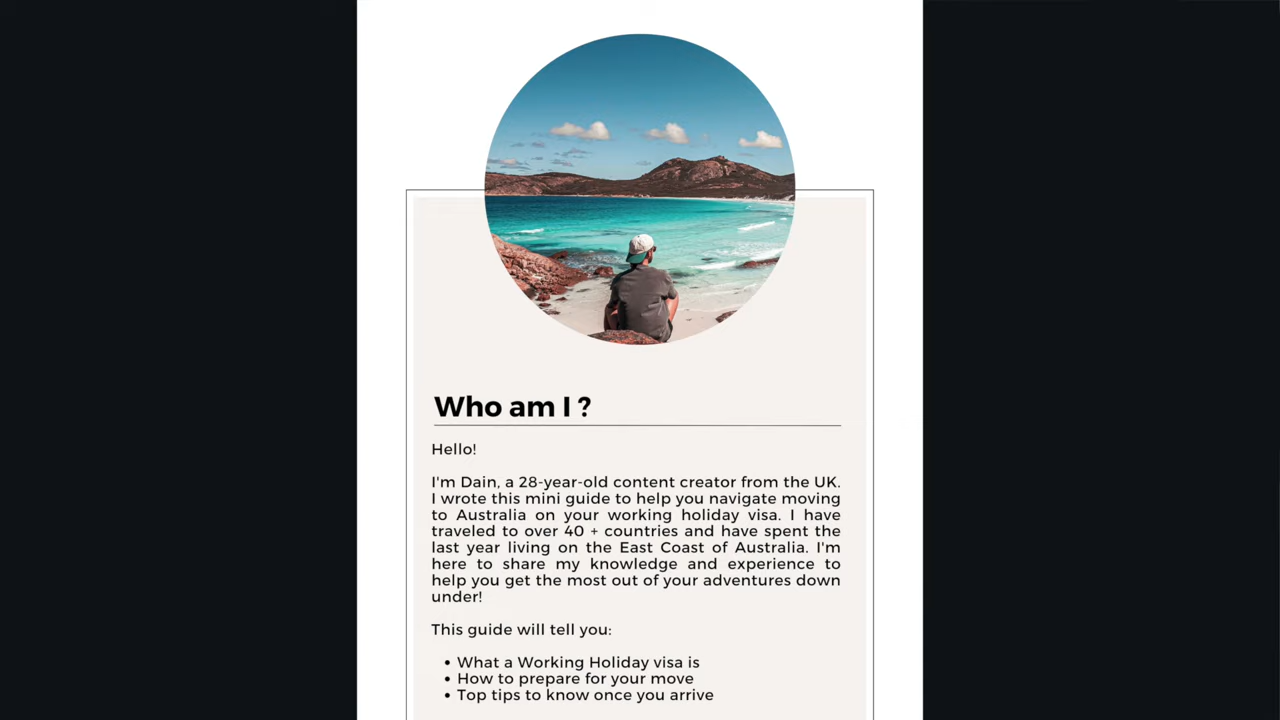 Who am I ?
Hello!
I'm Dain, a 28-year-old content creator from the UK.
I wrote this mini guide to help you navigate moving
to Australia on your working holiday visa. I have
traveled to over 40 + countries and have spent the
last year living on the East Coast of Australia. I'm
here to share my knowledge and experience to
help you get the most out of your adventures down
under!
This guide will tell you:
• What a Working Holiday visa is
• How to prepare for your move
• Top tips to know once you arrive